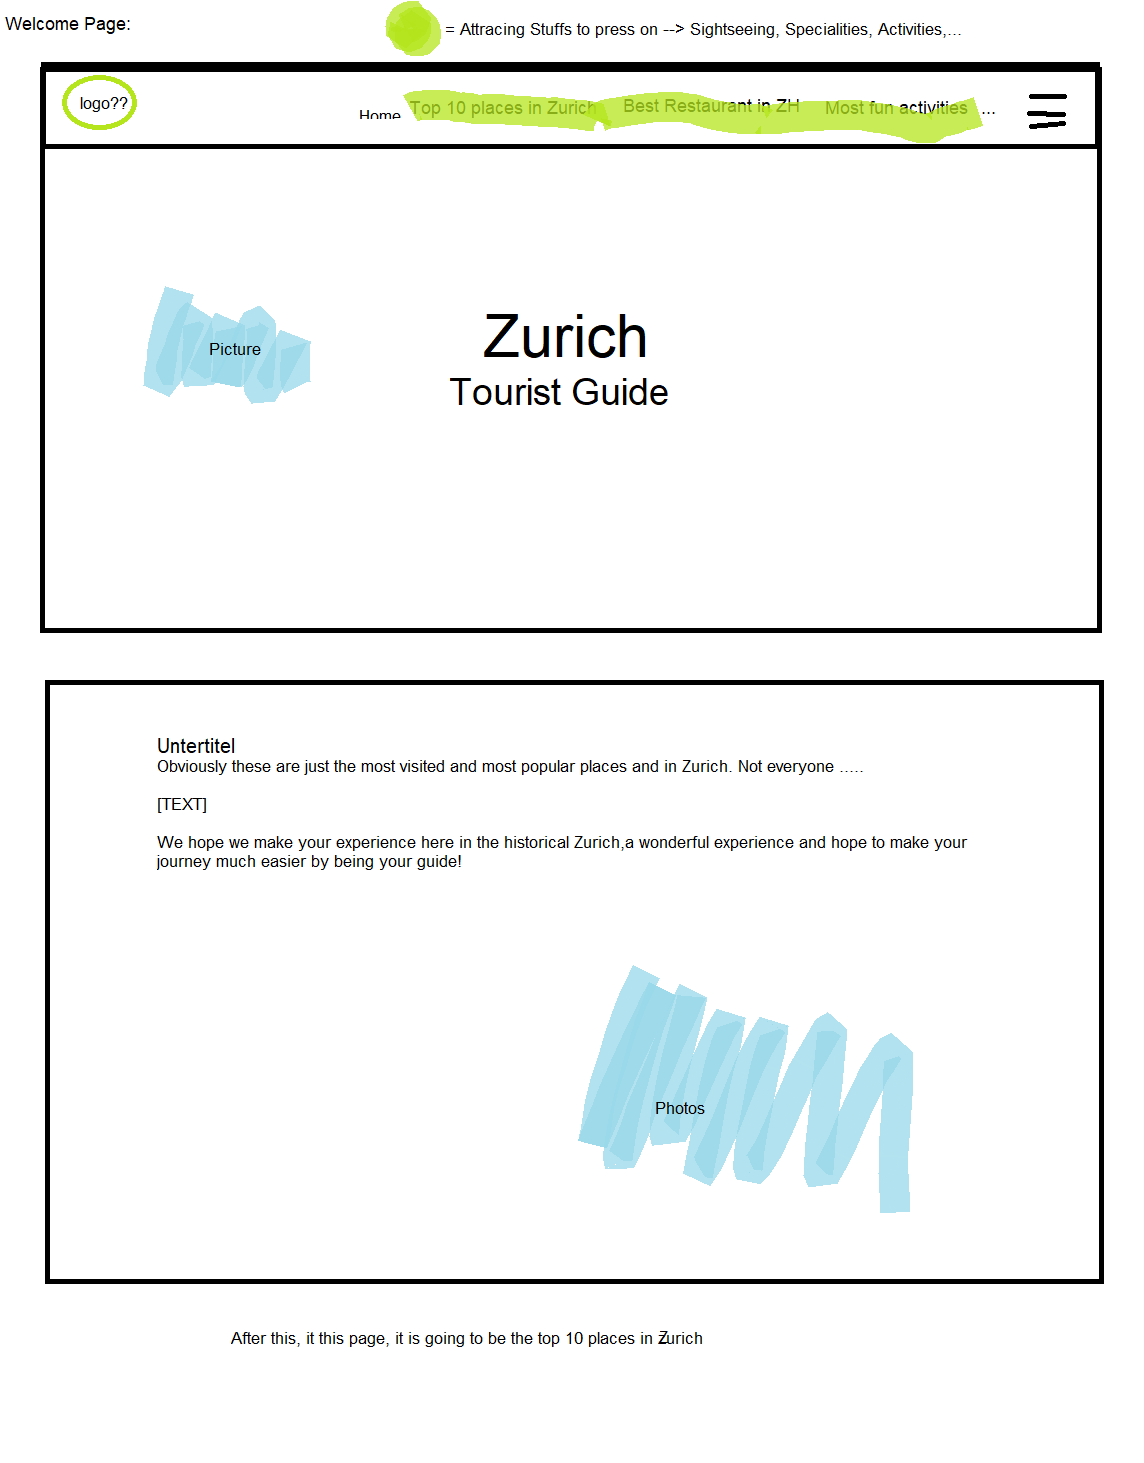 Welcome Page:
= Attracing Stuffs to press on --> Sightseeing, Specialities, Activities,...
logo??
Home Top 10 places in Zurich Best Restaurant in ZH Most fun activities ...
Picture
Zurich
Tourist Guide
Untertitel
Obviously these are just the most visited and most popular places and in Zurich. Not everyone .....
[TEXT]
We hope we make your experience here in the historical Zurich,a wonderful experience and hope to make your
journey much easier by being your guide!
Photos
After this, it this page, it is going to be the top 10 places in Zurich